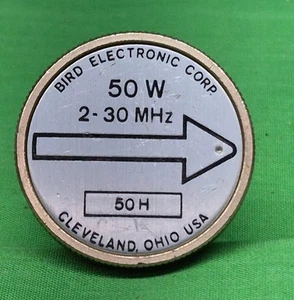 BIRD ELECTRONIC CORP.
50 W
2-30 MHz
50H
CLEVELAND, OHIO USA